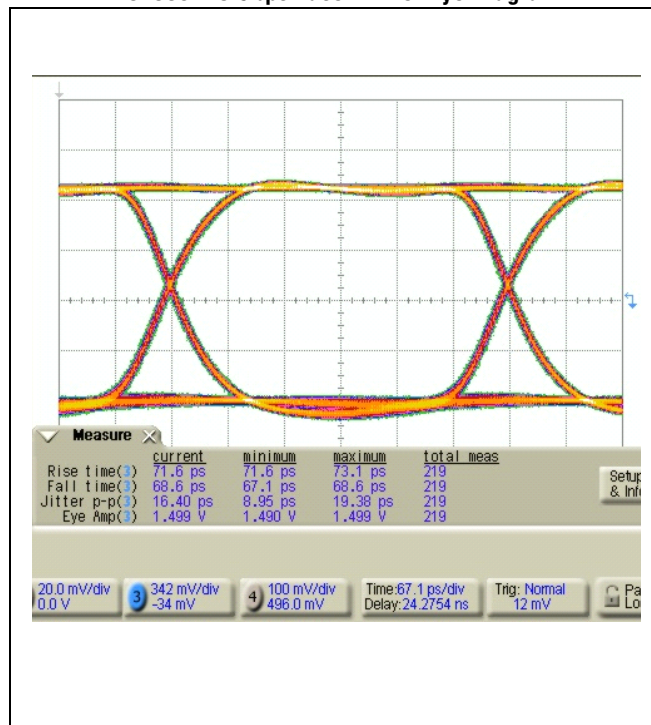 Measure
current minimum maximum total meas
Rise time(3) 71.6 ps 71.6 ps 73.1 ps 219
Fall time(3) 68.6 ps 67.1 ps 68.6 ps 219
Jitter p-p(3) 16.40 ps 8.95 ps 19.38 ps 219
Eye Amp(3) 1.499 V 1.490 V 1.499 V 219
Setup
& Info
20.0 mV/div
0.0 V
3 342 mV/div
-34 mV
4 100 mV/div
496.0 mV
Time:67.1 ps/div
Delay:24.2754 ns
Trig: Normal
12 mV
Pa
Lo